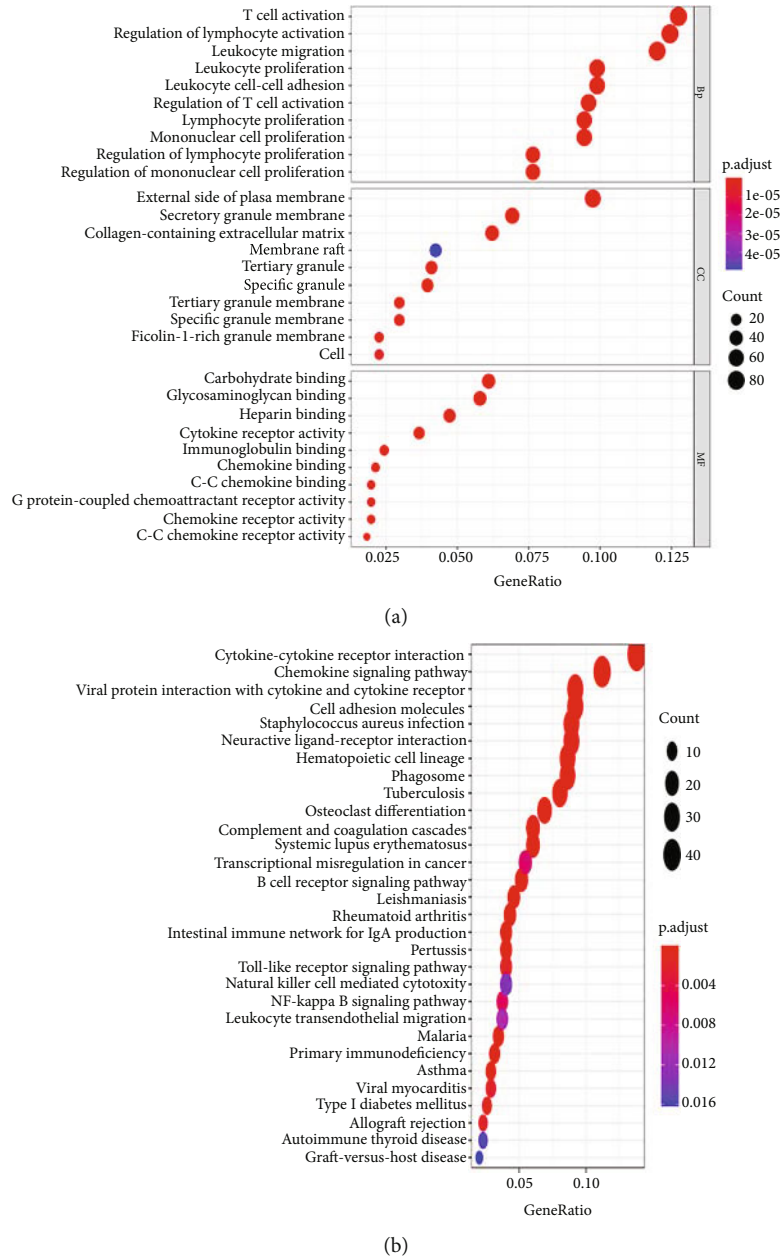 T cell activation
Regulation of lymphocyte activation
Leukocyte migration
Leukocyte proliferation
Leukocyte cell-cell adhesion
Regulation of T cell activation
Lymphocyte proliferation
Mononuclear cell proliferation
Regulation of lymphocyte proliferation
Regulation of mononuclear cell proliferation
Bp
External side of plasa membrane
Secretory granule membrane
Collagen-containing extracellular matrix
Membrane raft
Tertiary granule
Specific granule
Tertiary granule membrane
Specific granule membrane
Ficolin-1-rich granule membrane
Cell
CC
Carbohydrate binding
Glycosaminoglycan binding
Heparin binding
Cytokine receptor activity
Immunoglobulin binding
Chemokine binding
C-C chemokine binding
G protein-coupled chemoattractant receptor activity
Chemokine receptor activity
C-C chemokine receptor activity
MF
0.025 0.050 0.075 0.100 0.125
GeneRatio
p.adjust
1e-05
2e-05
3e-05
4e-05
Count
20
40
60
80
(a)
Cytokine-cytokine receptor interaction
Chemokine signaling pathway
Viral protein interaction with cytokine and cytokine receptor
Cell adhesion molecules
Staphylococcus aureus infection
Neuractive ligand-receptor interaction
Hematopoietic cell lineage
Phagosome
Tuberculosis
Osteoclast differentiation
Complement and coagulation cascades
Systemic lupus erythematosus
Transcriptional misregulation in cancer
B cell receptor signaling pathway
Leishmaniasis
Rheumatoid arthritis
Intestinal immune network for IgA production
Pertussis
Toll-like receptor signaling pathway
Natural killer cell mediated cytotoxity
NF-kappa B signaling pathway
Leukocyte transendothelial migration
Malaria
Primary immunodeficiency
Asthma
Viral myocarditis
Type I diabetes mellitus
Allograft rejection
Autoimmune thyroid disease
Graft-versus-host disease
0.05 0.10
GeneRatio
Count
10
20
30
40
p.adjust
0.004
0.008
0.012
0.016
(b)